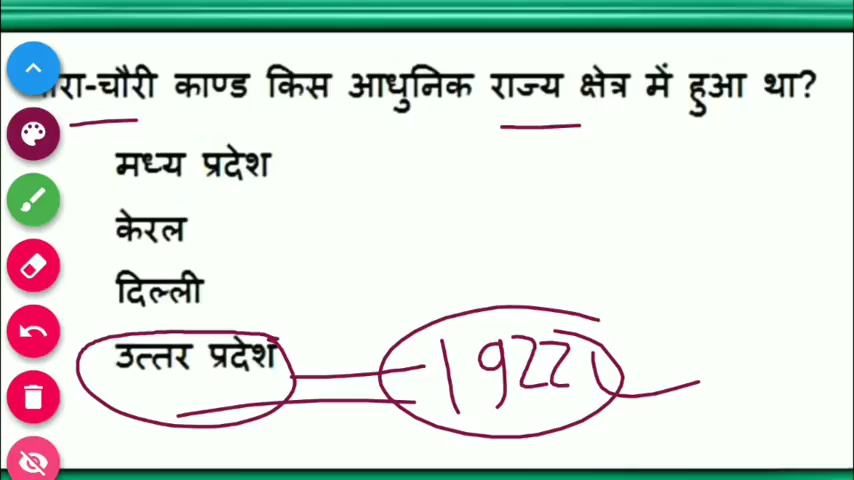 रा-चौरी काण्ड किस आधुनिक राज्य क्षेत्र में हुआ था?
मध्य प्रदेश
केरल
दिल्ली
उत्तर प्रदेश 1922